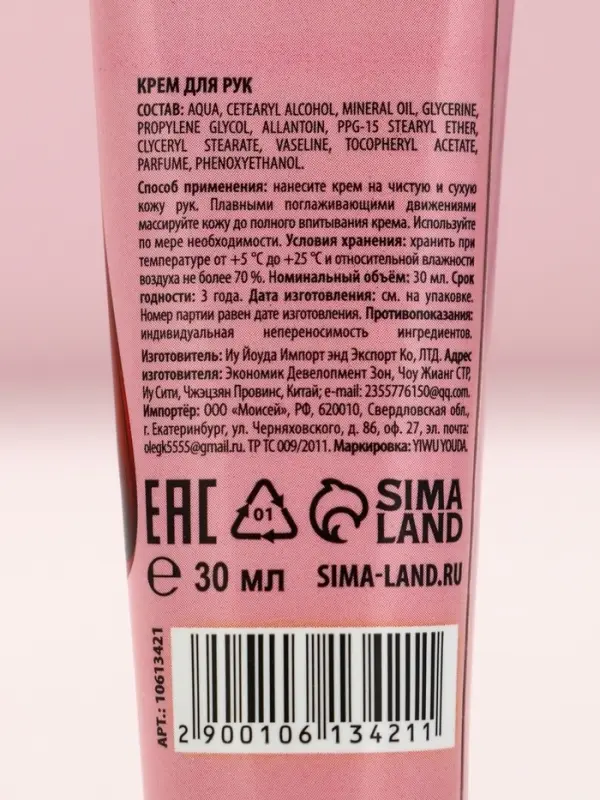 КРЕМ ДЛЯ РУК
СОСТАВ: AQUA, CETEARYL ALCOHOL, MINERAL OIL, GLYCERINE,
PROPYLENE GLYCOL, ALLANTOIN, PPG-15 STEARYL ETHER,
CLYCERYL STEARATE, VASELINE, TOCOPHERYL ACETATE,
PARFUME, PHENOXYETHANOL.
Способ применения: нанесите крем на чистую и сухую
кожу рук. Плавными поглаживающими движениями
массируйте кожу до полного впитывания крема. Используйте
по мере необходимости. Условия хранения: хранить при
температуре от +5 °C до +25 °C и относительной влажности
воздуха не более 70 %. Номинальный объём: 30 мл. Срок
годности: 3 года. Дата изготовления: см. на упаковке.
Номер партии равен дате изготовления. Противопоказания:
индивидуальная непереносимость ингредиентов.
Изготовитель: Иу Йоуда Импорт энд Экспорт Ко, ЛТД. Адрес
изготовителя: Экономик Девелопмент Зон, Чоу Жианг СТР,
Иу Сити, Чжэцзян Провинс, Китай; e-mail: 2355776150@qq.com.
Импортёр: ООО «Моисей», РФ, 620010, Свердловская обл.,
г. Екатеринбург, ул. Черняховского, д. 86, оф. 27, эл. почта:
olegk5555@gmail.ru. ТР ТС 009/2011. Маркировка: YIWU YOUDA.
EAC
01
SIMA
LAND
℮ 30 мл
SIMA-LAND.RU
АРТ.: 10613421
2 900106 134211